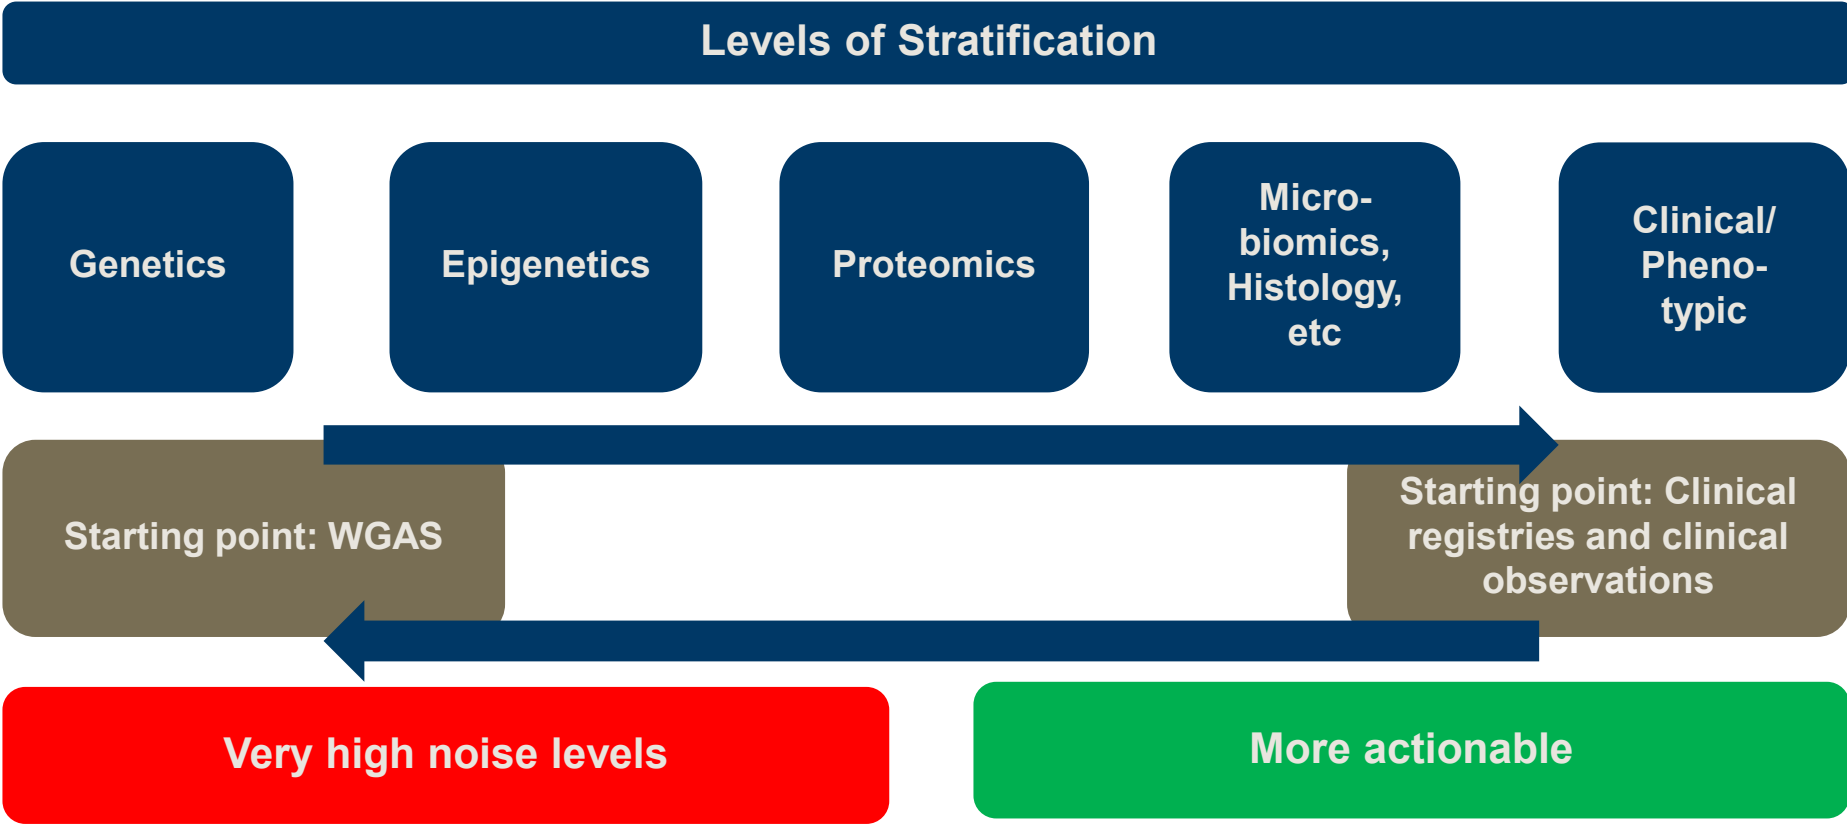 Levels of Stratification
Genetics
Epigenetics
Proteomics
Micro-
biomics,
Histology,
etc
Clinical/
Pheno-
typic
Starting point: WGAS
Starting point: Clinical
registries and clinical
observations
Very high noise levels
More actionable